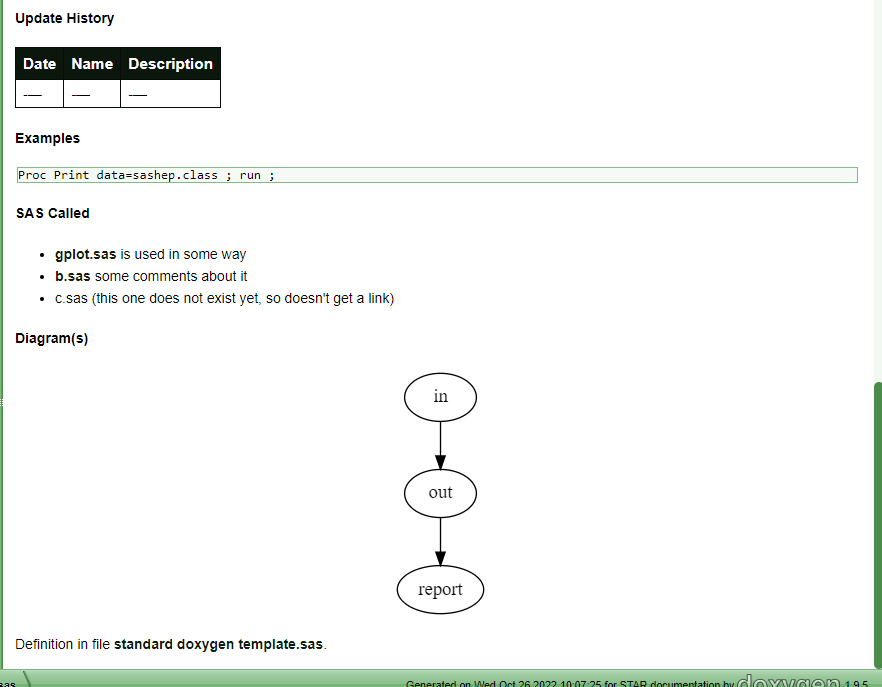 Update History
Date Name Description
-— -— -—
Examples
Proc Print data=sashep.class ; run ;
SAS Called
• gplot.sas is used in some way
• b.sas some comments about it
• c.sas (this one does not exist yet, so doesn't get a link)
Diagram(s)
in
out
report
Definition in file standard doxygen template.sas.
sas Generated on Wed Oct 26 2022 10:07:25 for STAR documentation by doxygen 1.9.5